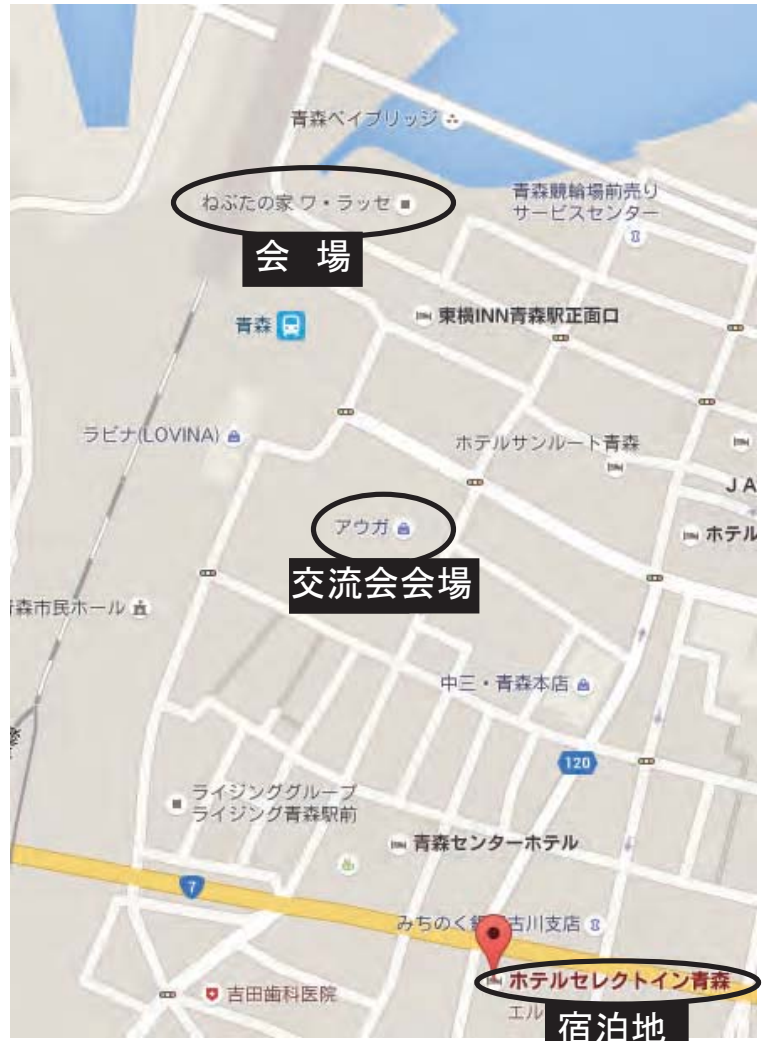 青森ベイブリッジ
ねぶたの家 ワ・ラッセ
会 場
青森競輪場前売り
サービスセンター
東横INN青森駅正面口
青森
ラビナ(LOVINA)
ホテルサンルート青森
JA
ホテル
アウガ
交流会会場
森市民ホール
中三・青森本店
120
ライジンググループ
ライジング青森駅前
青森センターホテル
7
みちのく銀
古川支店
ホテルセレクトイン青森
吉田歯科医院
エル
宿泊地